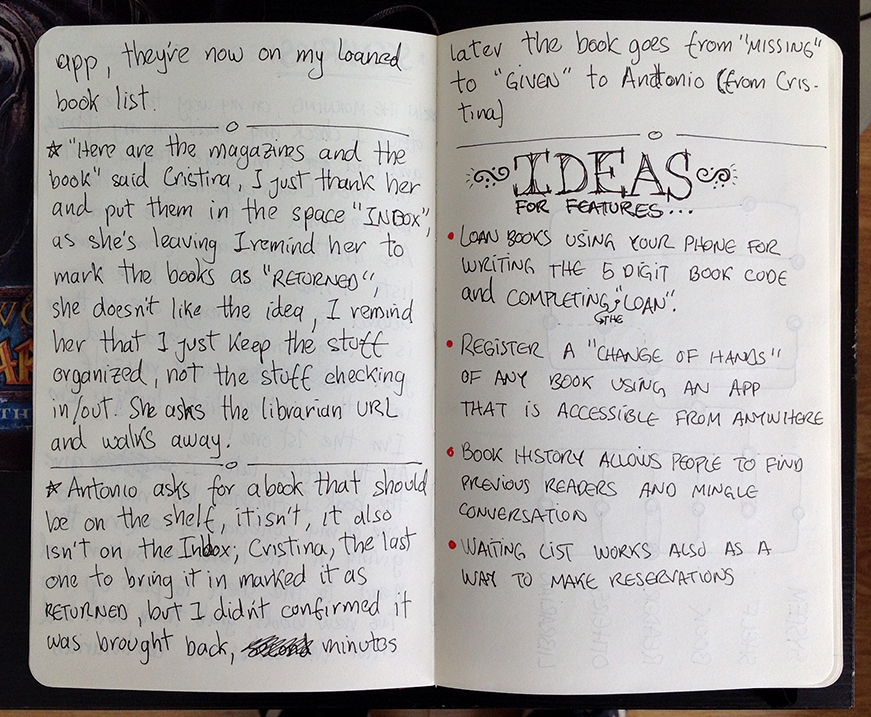 app, they're now on my loaned
book list.
☆ "Here are the magazines and the
book" said Cristina, I just thank her
and put them in the space "INBOX",
as she's leaving I remind her to
mark the books as "RETURNED",
she doesn't like the idea, I remind
her that I just keep the stuff
organized, not the stuff checking
in/out. She asks the librarian URL
and walks away.
☆ Antonio asks for a book that should
be on the shelf, it isn't, it also
isn't on the Inbox, Cristina, the last
one to bring it in marked it as
RETURNED, but I didn't confirmed it
was brought back, minutes
later the book goes from "MISSING"
to "GIVEN" to Antonio (from Cris-
tina)
IDEAS
FOR FEATURES...
• LOAN BOOKS USING YOUR PHONE FOR
WRITING THE 5 DIGIT BOOK CODE
and COMPLETING THE "LOAN".
• REGISTER A "CHANGE OF HANDS"
OF ANY BOOK USING AN APP
THAT IS ACCESSIBLE FROM ANYWHERE
• BOOK HISTORY ALLOWS PEOPLE TO FIND
PREVIOUS READERS AND MINGLE
CONVERSATION
• WAITING LIST WORKS ALSO AS A
WAY TO MAKE RESERVATIONS